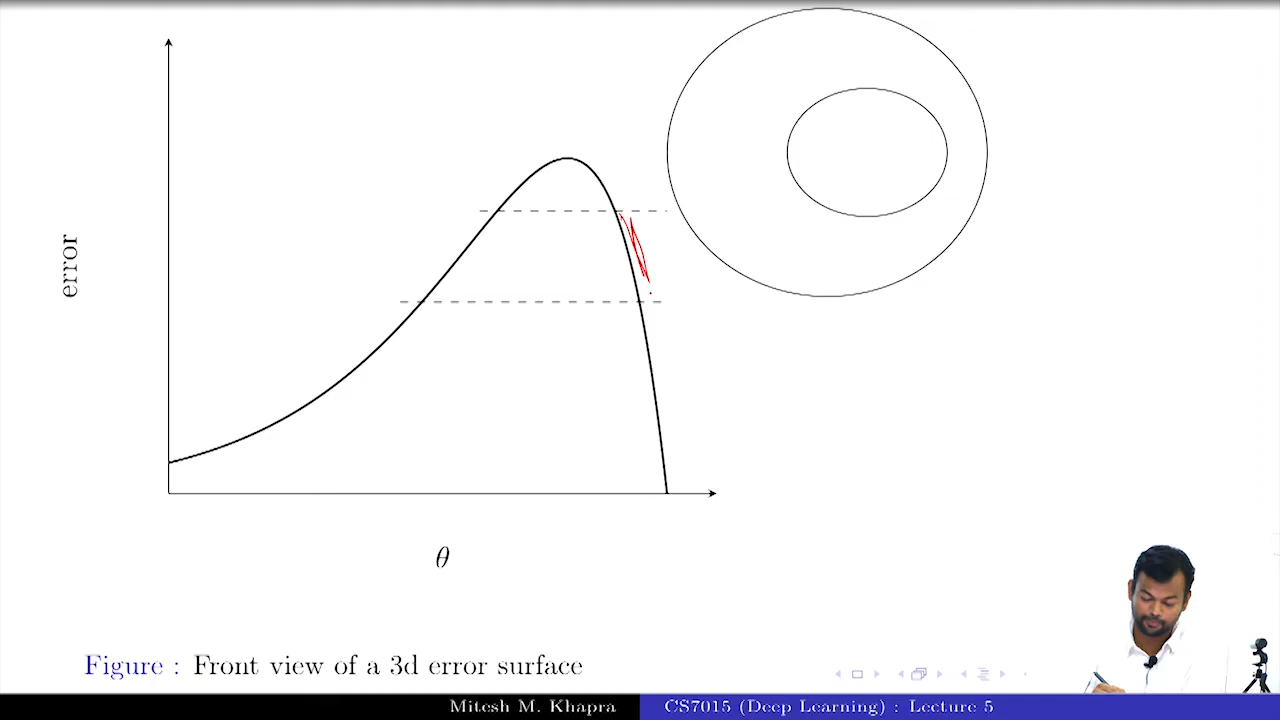 error
θ
Figure : Front view of a 3d error surface
Mitesh M. Khapra
CS7015 (Deep Learning) : Lecture 5